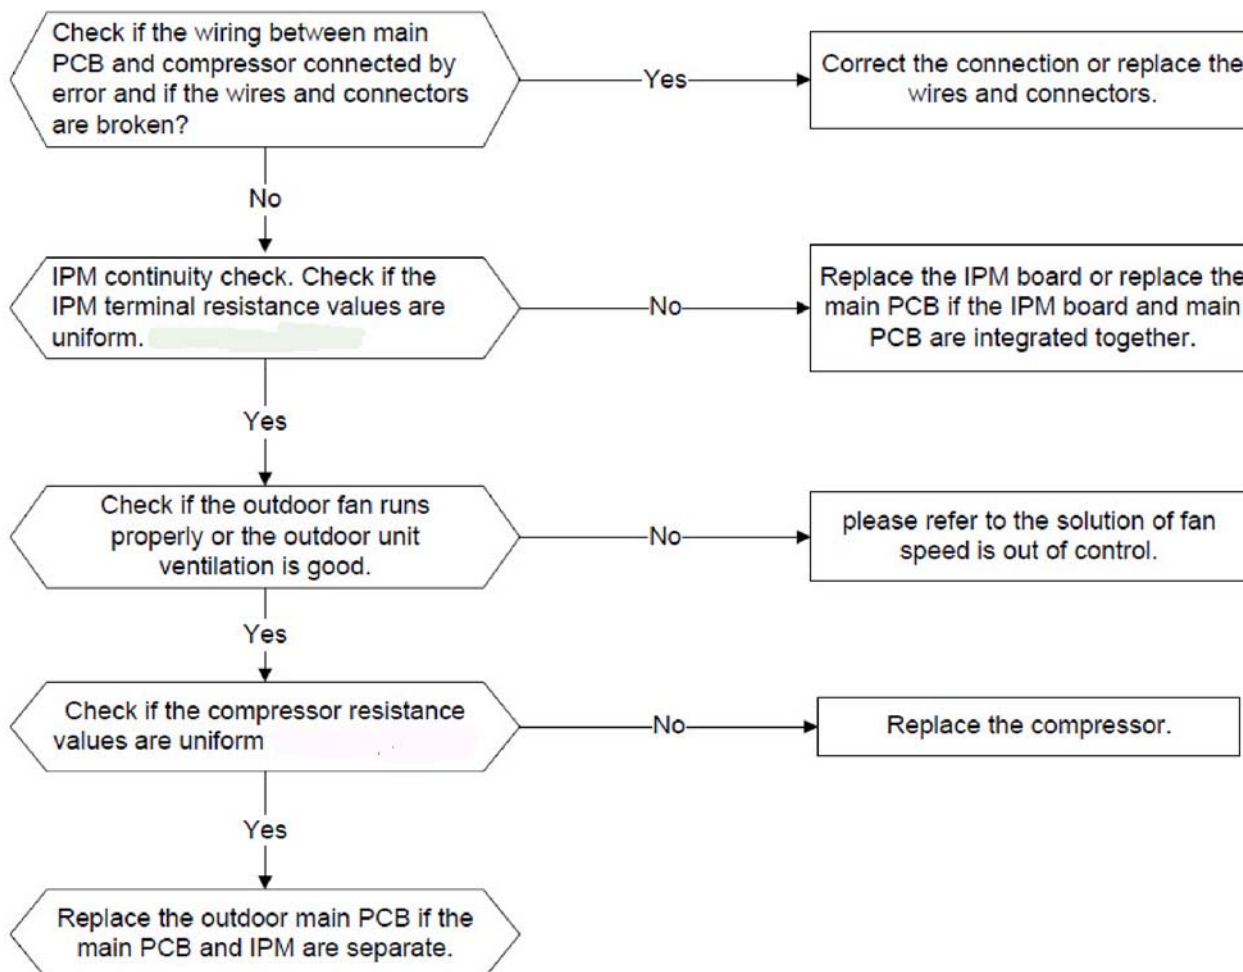 Check if the wiring between main
PCB and compressor connected by
error and if the wires and connectors
are broken?
Yes
Correct the connection or replace the
wires and connectors.
No
IPM continuity check. Check if the
IPM terminal resistance values are
uniform.
No
Replace the IPM board or replace the
main PCB if the IPM board and main
PCB are integrated together.
Yes
Check if the outdoor fan runs
properly or the outdoor unit
ventilation is good.
No
please refer to the solution of fan
speed is out of control.
Yes
Check if the compressor resistance
values are uniform
No
Replace the compressor.
Yes
Replace the outdoor main PCB if the
main PCB and IPM are separate.